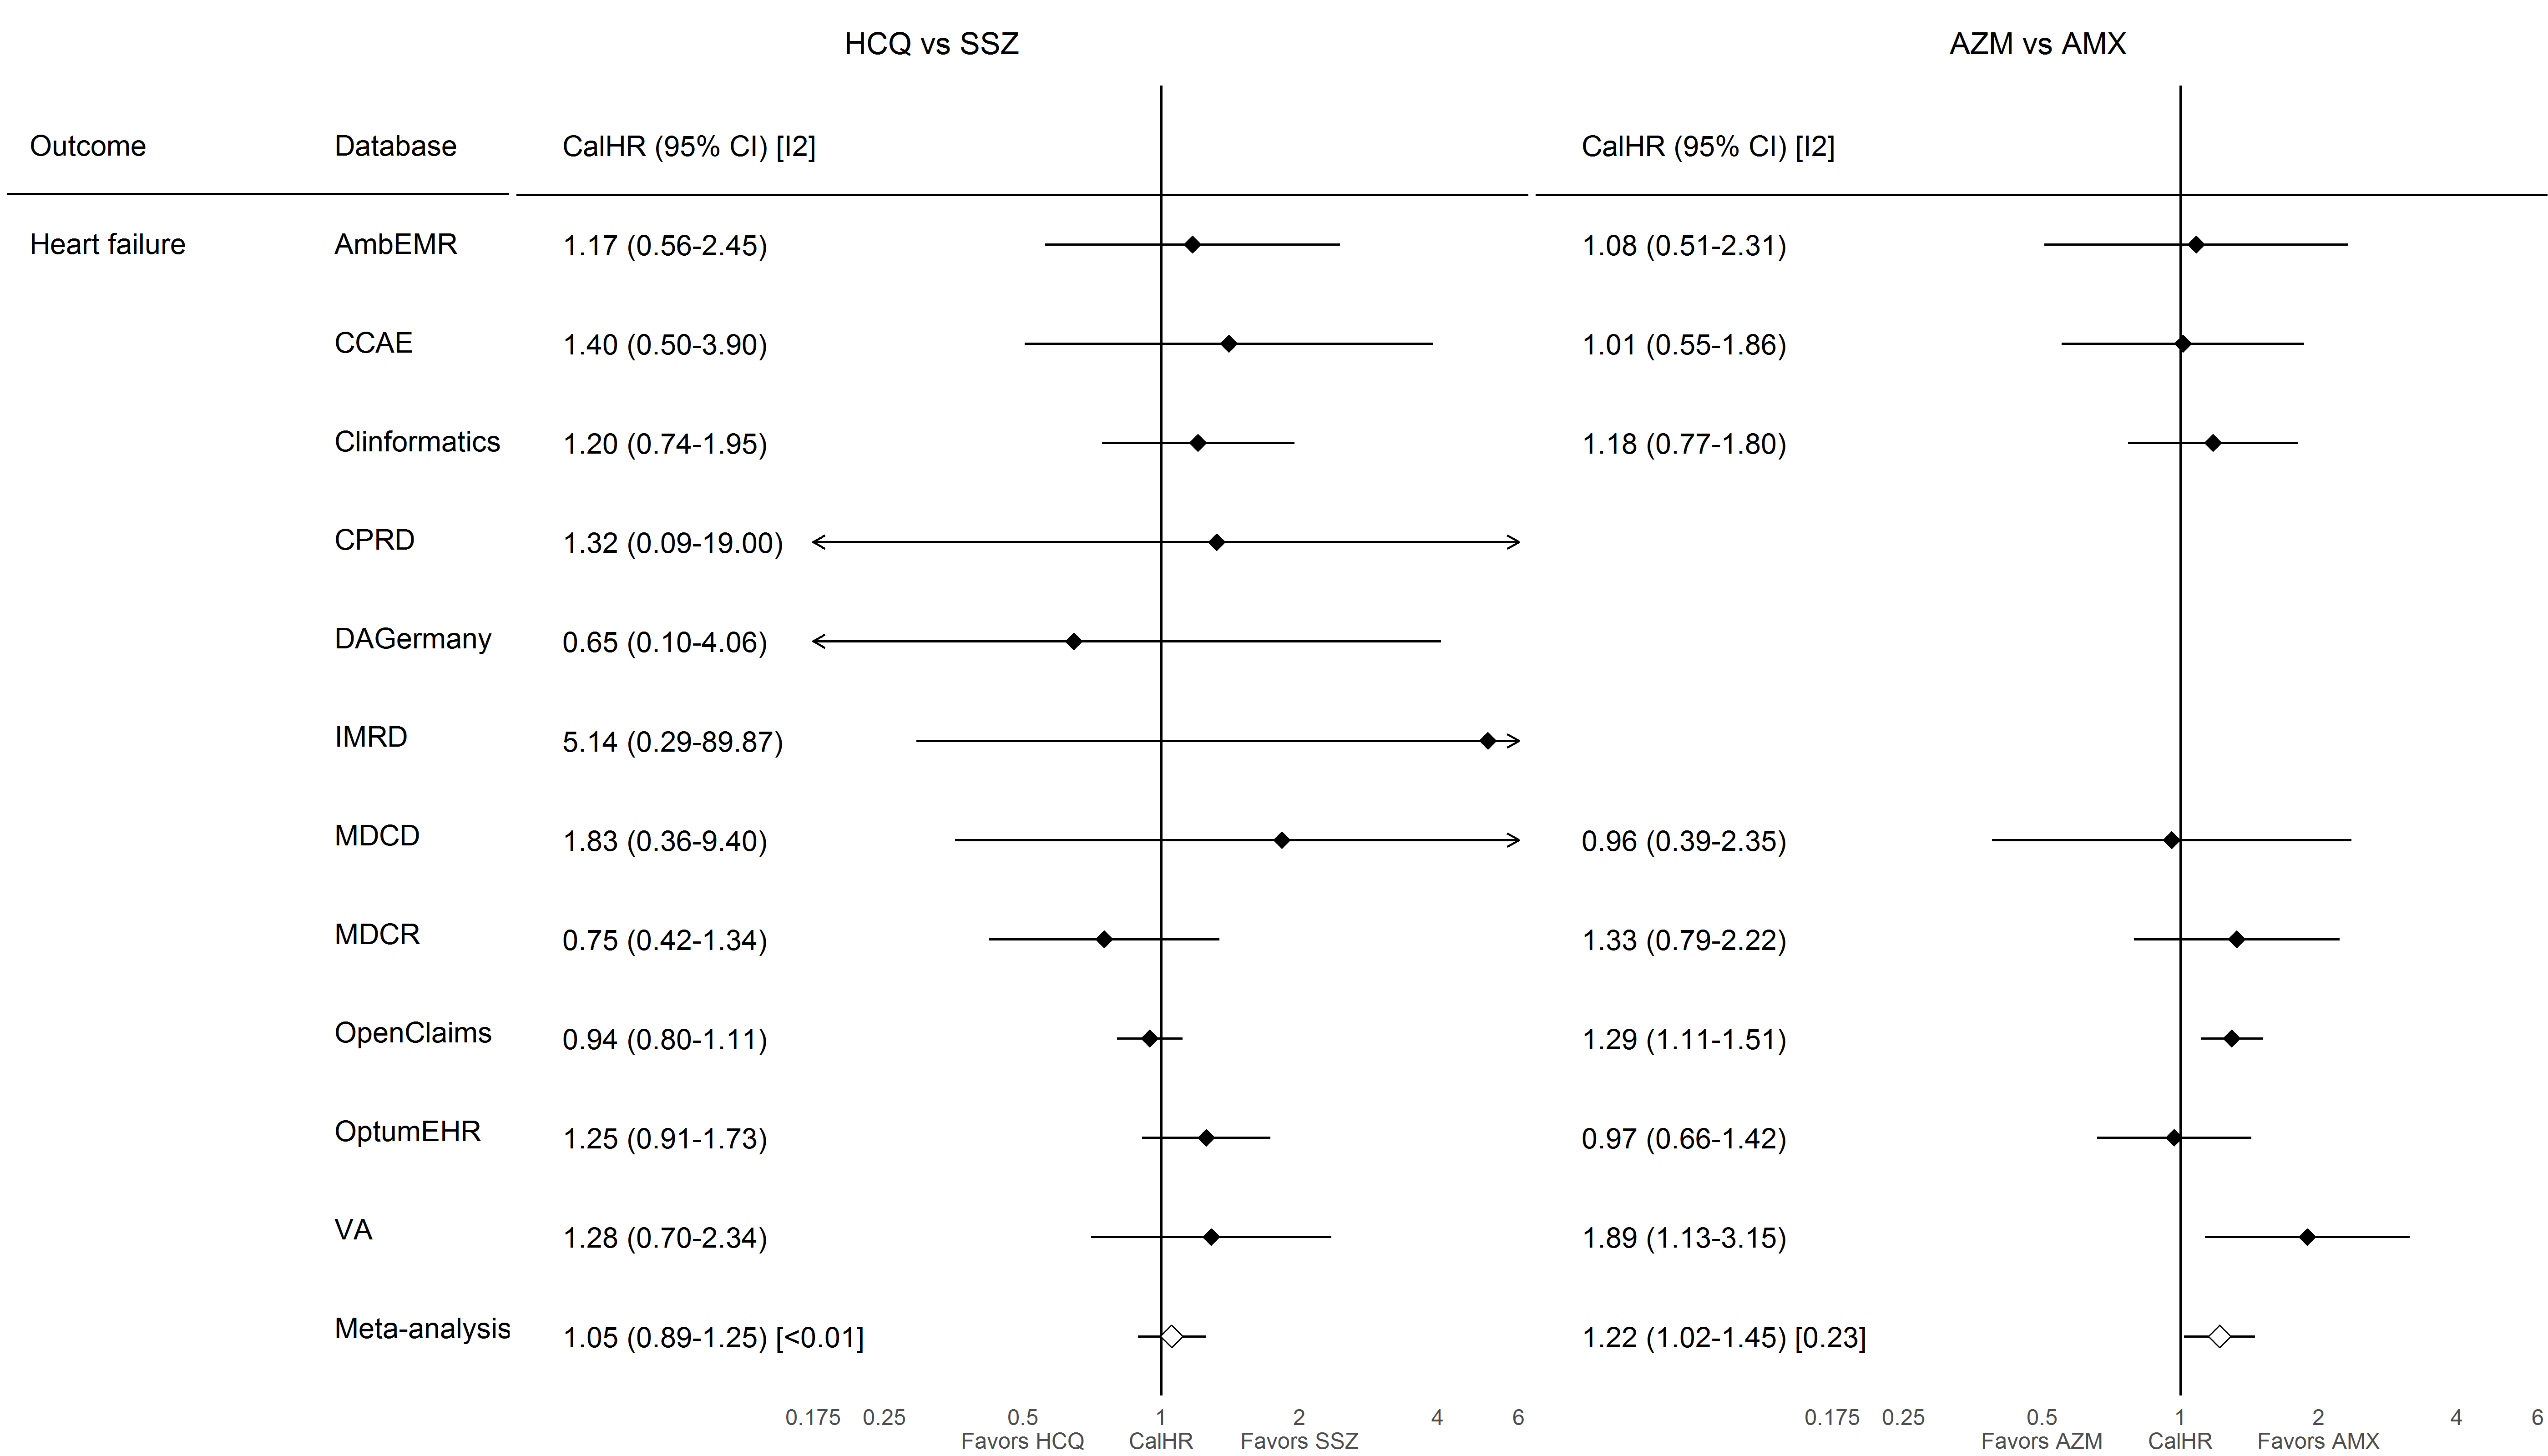 HCQ vs SSZ AZM vs AMX
Outcome Database CalHR (95% CI) [I2] CalHR (95% CI) [I2]
Heart failure AmbEMR 1.17 (0.56-2.45) 1.08 (0.51-2.31)
CCAE 1.40 (0.50-3.90) 1.01 (0.55-1.86)
Clinformatics 1.20 (0.74-1.95) 1.18 (0.77-1.80)
CPRD 1.32 (0.09-19.00)
DAGermany 0.65 (0.10-4.06)
IMRD 5.14 (0.29-89.87)
MDCD 1.83 (0.36-9.40) 0.96 (0.39-2.35)
MDCR 0.75 (0.42-1.34) 1.33 (0.79-2.22)
OpenClaims 0.94 (0.80-1.11) 1.29 (1.11-1.51)
OptumEHR 1.25 (0.91-1.73) 0.97 (0.66-1.42)
VA 1.28 (0.70-2.34) 1.89 (1.13-3.15)
Meta-analysis 1.05 (0.89-1.25) [<0.01] 1.22 (1.02-1.45) [0.23]
0.175 0.25 0.5 1 2 4 6 0.175 0.25 0.5 1 2 4 6
Favors HCQ CalHR Favors SSZ Favors AZM CalHR Favors AMX